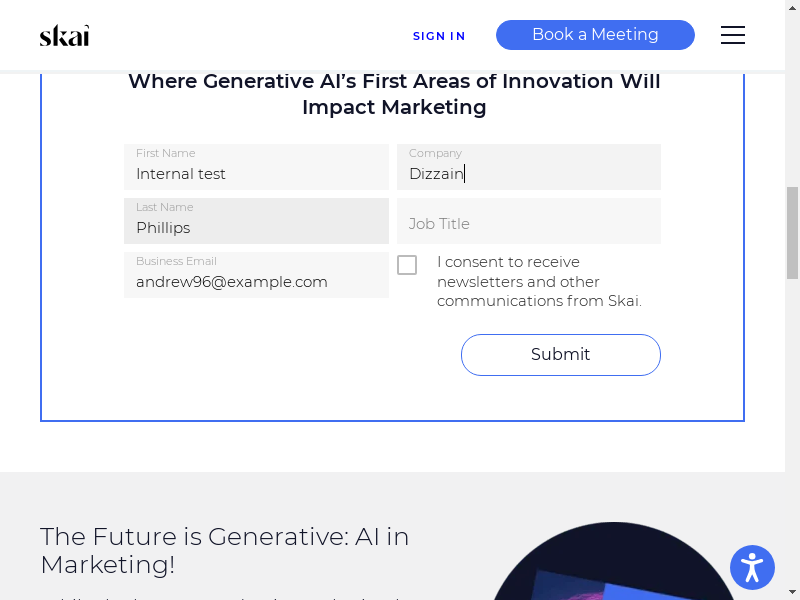 skai
SIGN IN
Book a Meeting
Where Generative AI’s First Areas of Innovation Will
Impact Marketing
First Name
Internal test
Company
Dizzain
Last Name
Phillips
Job Title
Business Email
andrew96@example.com
I consent to receive
newsletters and other
communications from Skai.
Submit
The Future is Generative: AI in
Marketing!